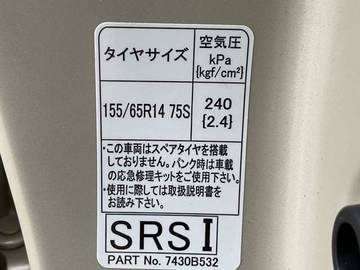 タイヤサイズ 空気圧
kPa
{kgf/cm²}
155/65R14 75S 240
{2.4}
・この車両はスペアタイヤを搭載
しておりません。パンク時は車載
の応急修理キットをご使用下さい。
・使用に際しては取扱説明書を
お読み下さい。
SRS I
PART No. 7430B532